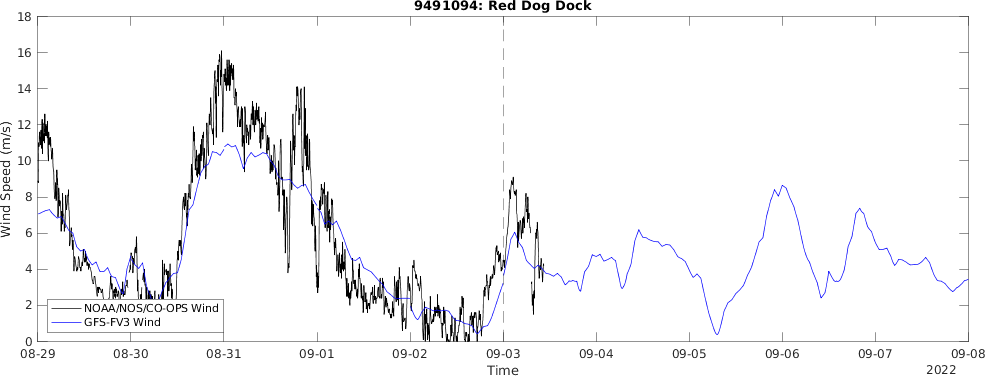 9491094: Red Dog Dock
Wind Speed (m/s)
18
16
14
12
10
8
6
4
2
0
NOAA/NOS/CO-OPS Wind
GFS-FV3 Wind
08-29 08-30 08-31 09-01 09-02 09-03 09-04 09-05 09-06 09-07 09-08
Time
2022